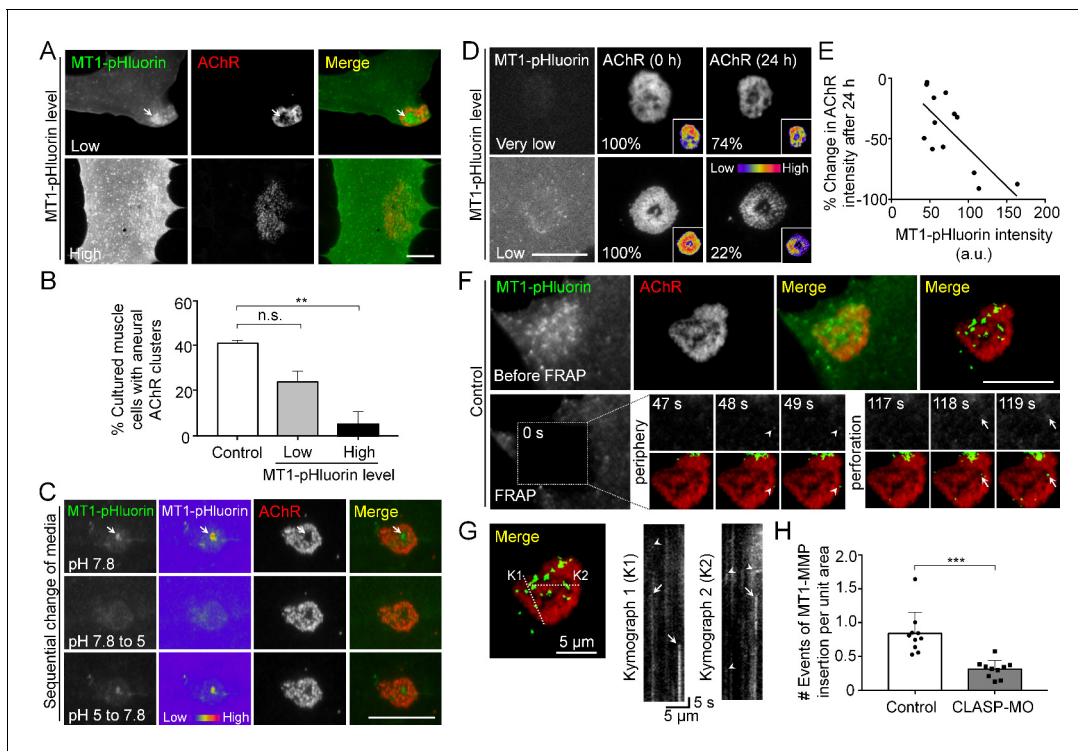 A
MT1-pHluorin
AChR
Merge
MT1-pHluorin level
Low
High
B
% Cultured muscle
cells with aneural
AChR clusters
60
40
20
0
n.s.
**
Control
Low
High
MT1-pHluorin level
C
MT1-pHluorin
MT1-pHluorin
AChR
Merge
Sequential change of media
pH 7.8
pH 7.8 to 5
pH 5 to 7.8
Low
High
D
MT1-pHluorin
AChR (0 h)
AChR (24 h)
MT1-pHluorin level
Very low
100%
74%
Low
High
Low
100%
22%
E
% Change in AChR
intensity after 24 h
0
-50
-100
0
50
100
150
200
MT1-pHluorin intensity
(a.u.)
F
MT1-pHluorin
AChR
Merge
Merge
Control
Before FRAP
0 s
FRAP
periphery
47 s
48 s
49 s
perforation
117 s
118 s
119 s
G
Merge
K1
K2
5 µm
Kymograph 1 (K1)
Kymograph 2 (K2)
5 s
5 µm
H
# Events of MT1-MMP
insertion per unit area
2.0
1.5
1.0
0.5
0
***
Control
CLASP-MO